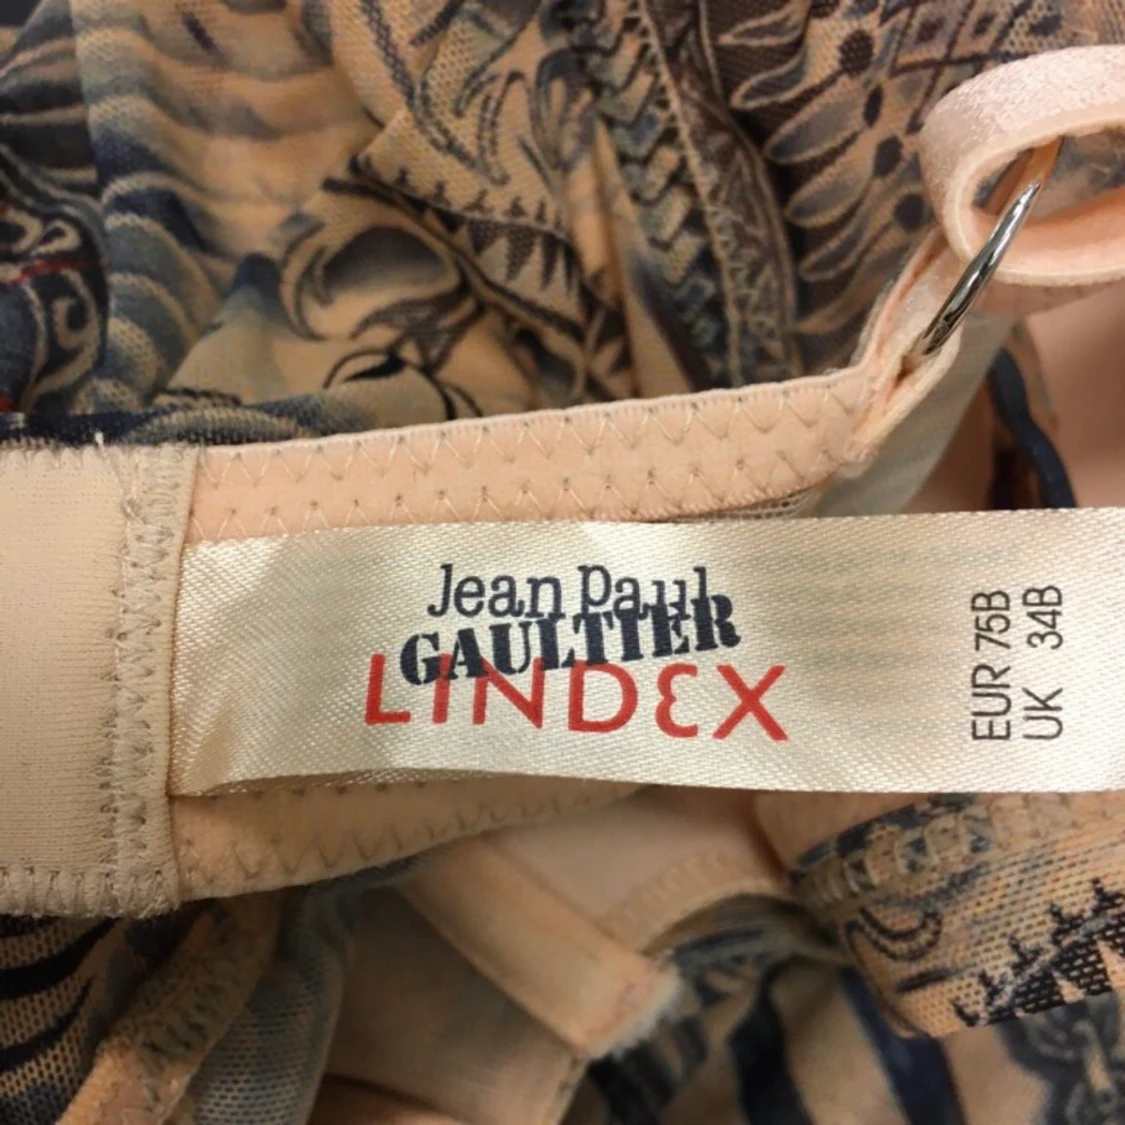 Jean Paul
GAULTIER
LINDEX
EUR 75B
UK 34B